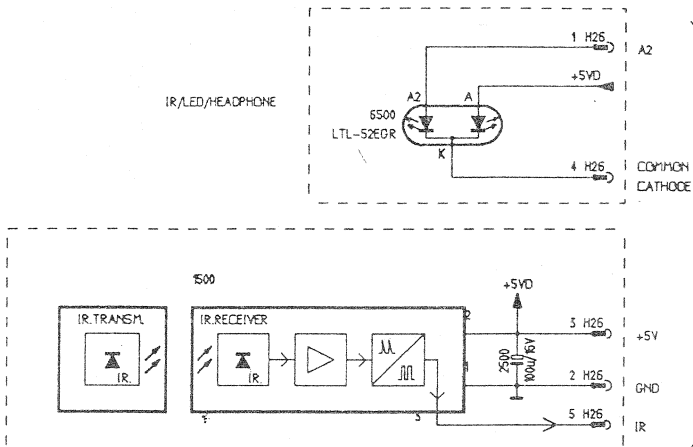 1 H26
A2
+5VD
IR/LED/HEADPHONE
A2 A
6500
LTL-52EGR
K
4 H26
COMMON
CATHODE
1500
+5VD
IR.TRANSM.
IR.RECEIVER
2
3 H26
+5V
IR.
IR.
2500
100u/16V
1
2 H26
GND
3
5 H26
IR